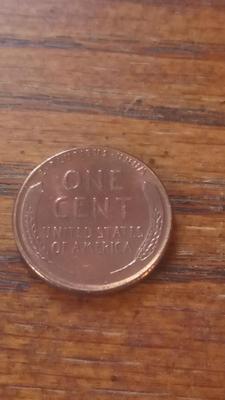 ONE
CENT
UNITED STATES
OF AMERICA